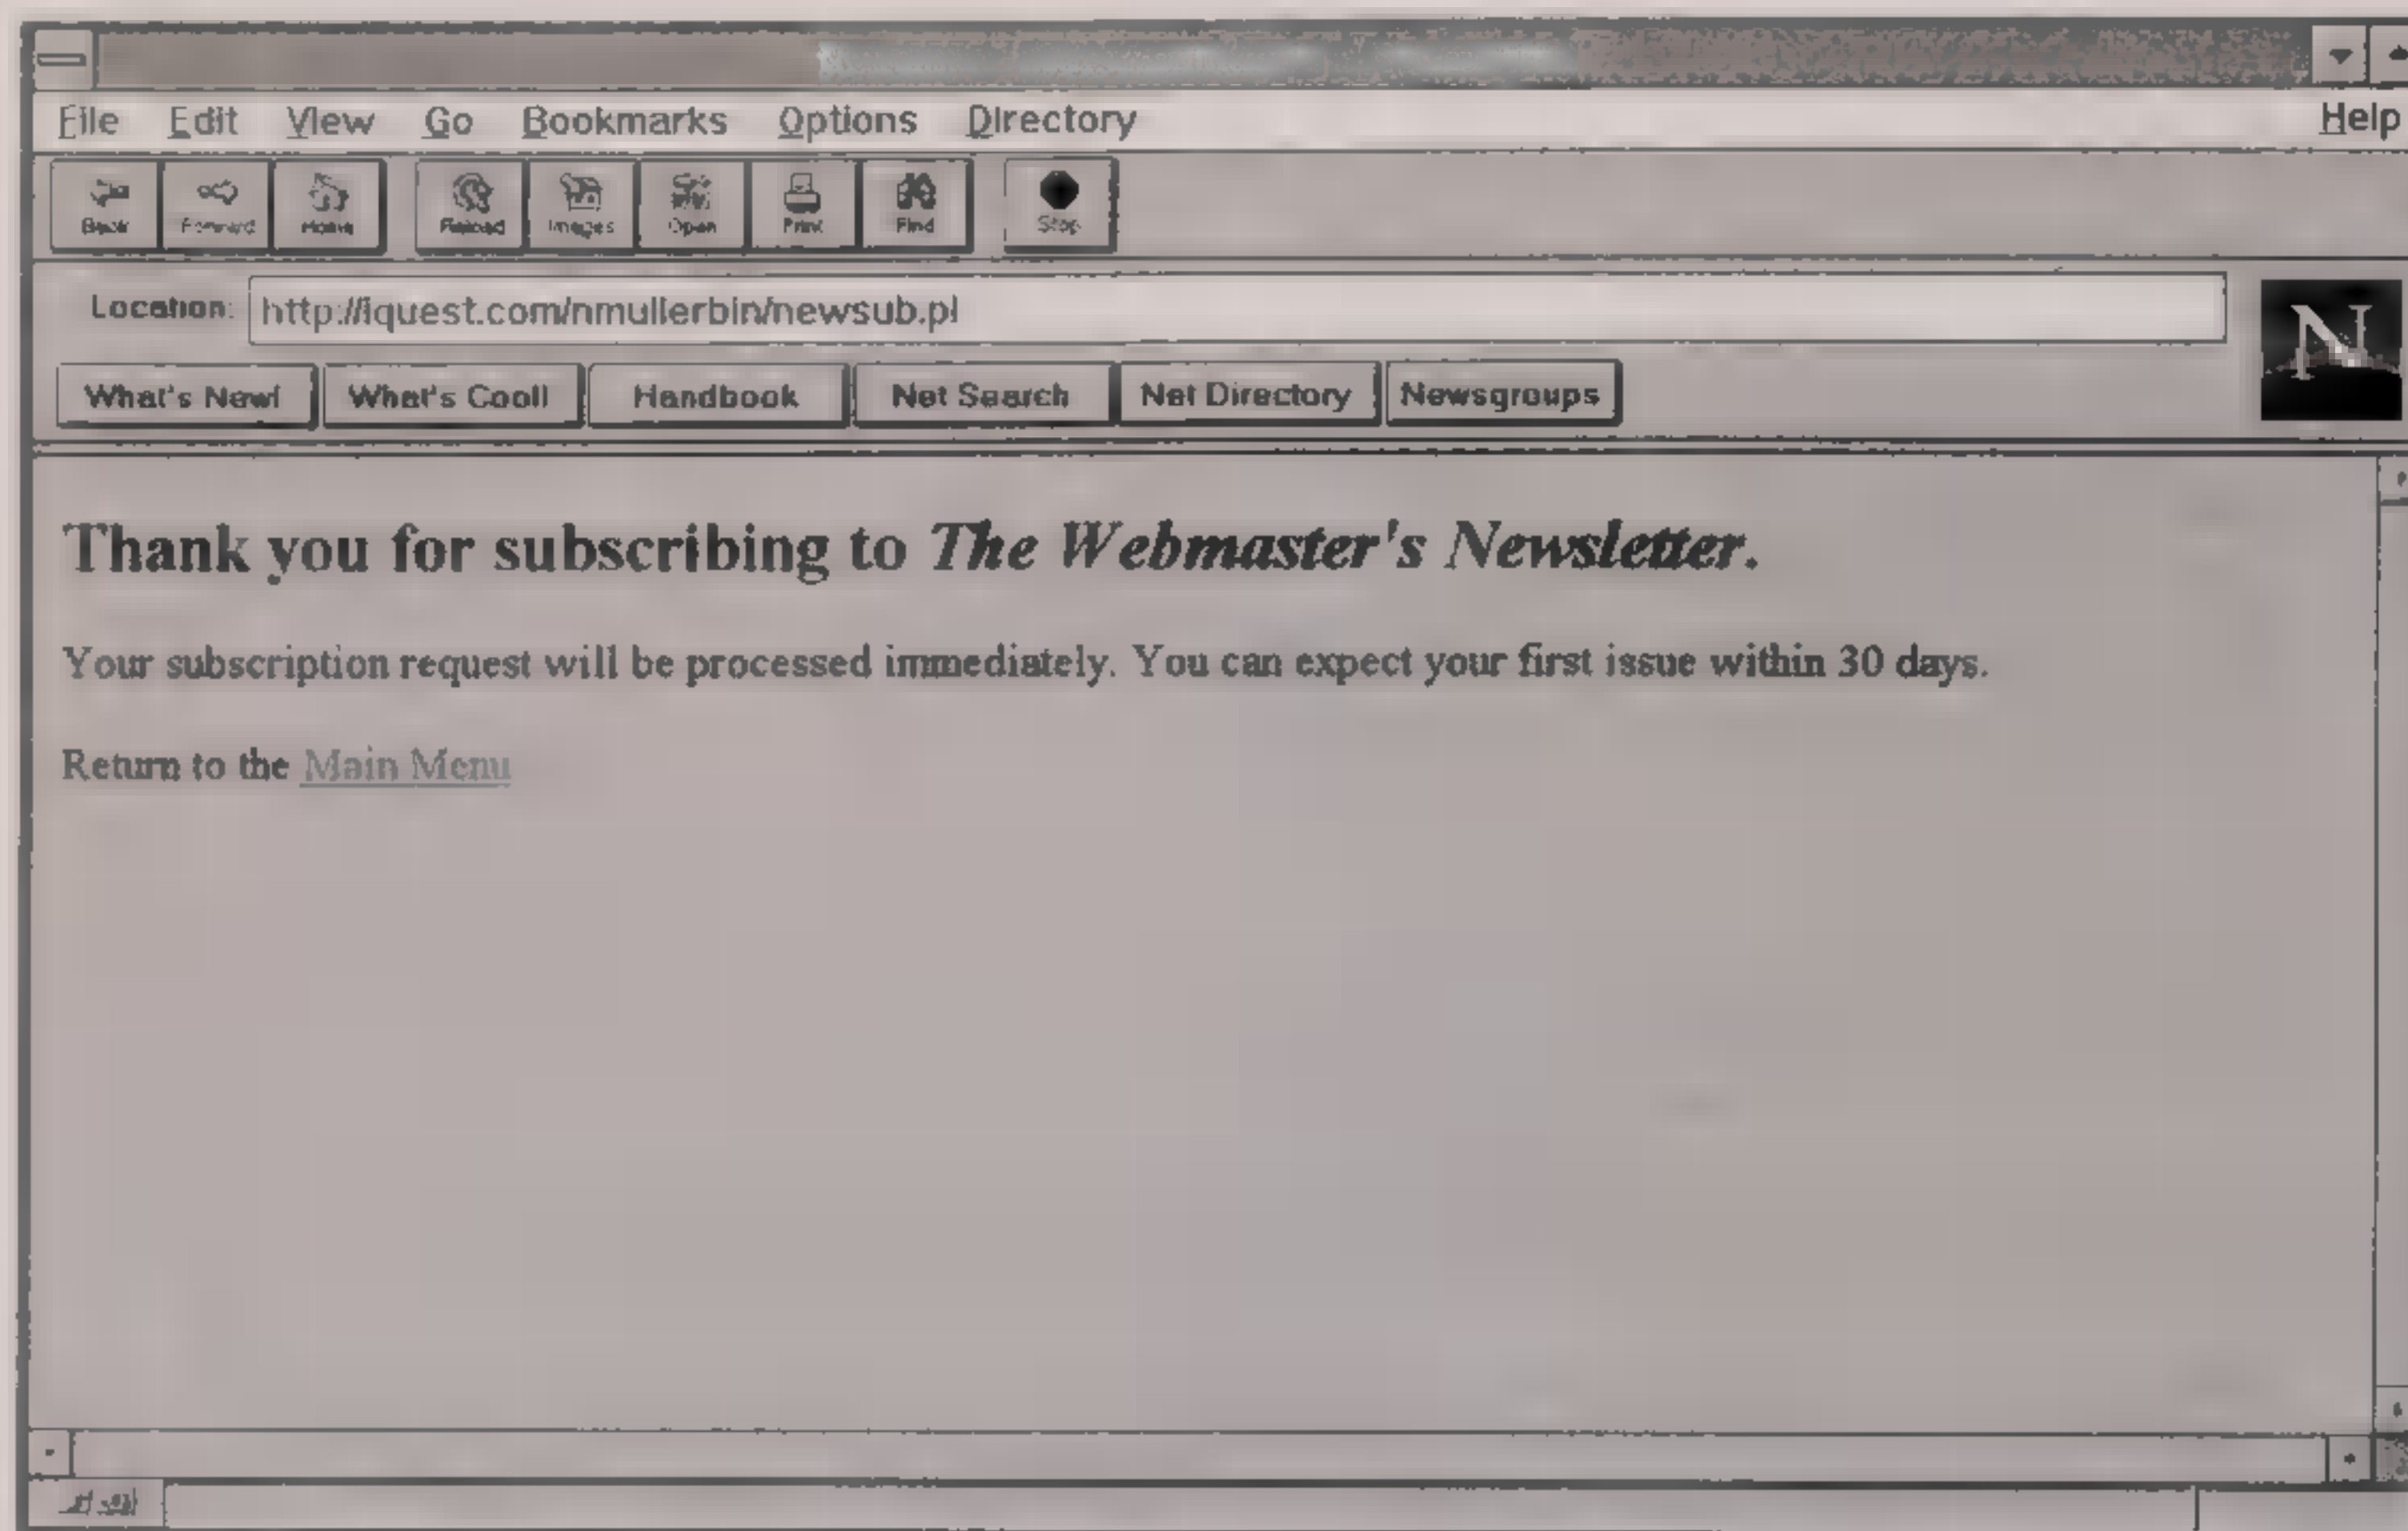 File Edit View Go Bookmarks Options Directory Help
Back Forward Home Reload Images Open Print Find Stop
Location: http://iquest.com/nmullerbin/newsub.pl
N
What's New! What's Cool! Handbook Net Search Net Directory Newsgroups
Thank you for subscribing to The Webmaster's Newsletter.
Your subscription request will be processed immediately. You can expect your first issue within 30 days.
Return to the Main Menu